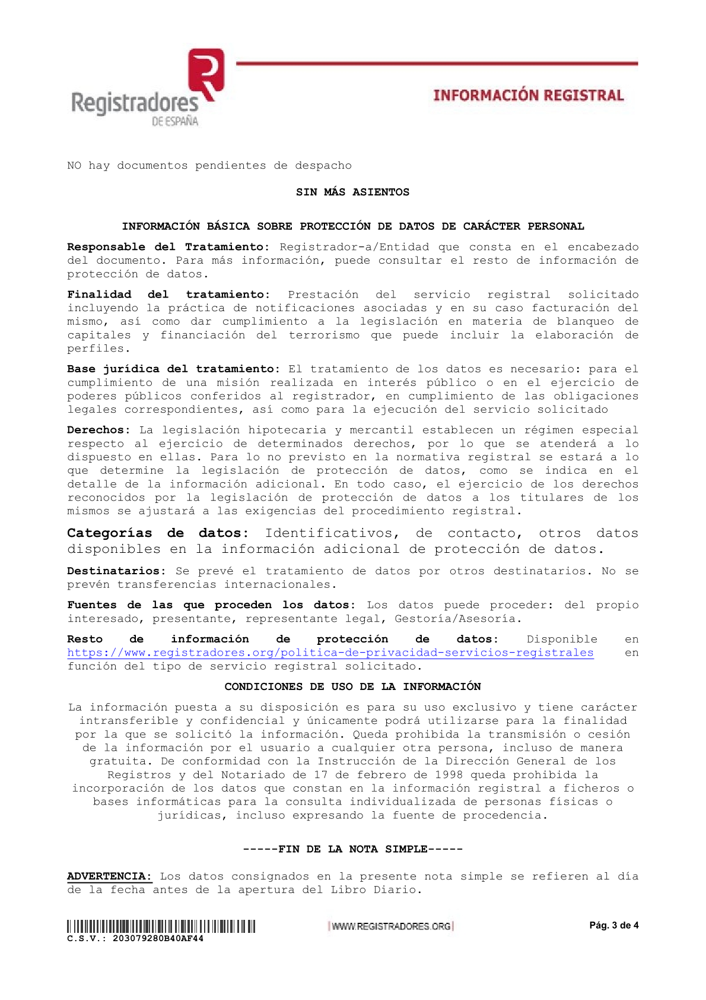 Registradores
DE ESPAÑA
INFORMACIÓN REGISTRAL
NO hay documentos pendientes de despacho
SIN MÁS ASIENTOS
INFORMACIÓN BÁSICA SOBRE PROTECCIÓN DE DATOS DE CARÁCTER PERSONAL
Responsable del Tratamiento: Registrador-a/Entidad que consta en el encabezado
del documento. Para más información, puede consultar el resto de información de
protección de datos.
Finalidad del tratamiento: Prestación del servicio registral solicitado
incluyendo la práctica de notificaciones asociadas y en su caso facturación del
mismo, así como dar cumplimiento a la legislación en materia de blanqueo de
capitales y financiación del terrorismo que puede incluir la elaboración de
perfiles.
Base jurídica del tratamiento: El tratamiento de los datos es necesario: para el
cumplimiento de una misión realizada en interés público o en el ejercicio de
poderes públicos conferidos al registrador, en cumplimiento de las obligaciones
legales correspondientes, así como para la ejecución del servicio solicitado
Derechos: La legislación hipotecaria y mercantil establecen un régimen especial
respecto al ejercicio de determinados derechos, por lo que se atenderá a lo
dispuesto en ellas. Para lo no previsto en la normativa registral se estará a lo
que determine la legislación de protección de datos, como se indica en el
detalle de la información adicional. En todo caso, el ejercicio de los derechos
reconocidos por la legislación de protección de datos a los titulares de los
mismos se ajustará a las exigencias del procedimiento registral.
Categorías de datos: Identificativos, de contacto, otros datos
disponibles en la información adicional de protección de datos.
Destinatarios: Se prevé el tratamiento de datos por otros destinatarios. No se
prevén transferencias internacionales.
Fuentes de las que proceden los datos: Los datos puede proceder: del propio
interesado, presentante, representante legal, Gestoría/Asesoría.
Resto de información de protección de datos: Disponible en
https://www.registradores.org/politica-de-privacidad-servicios-registrales en
función del tipo de servicio registral solicitado.
CONDICIONES DE USO DE LA INFORMACIÓN
La información puesta a su disposición es para su uso exclusivo y tiene carácter
intransferible y confidencial y únicamente podrá utilizarse para la finalidad
por la que se solicitó la información. Queda prohibida la transmisión o cesión
de la información por el usuario a cualquier otra persona, incluso de manera
gratuita. De conformidad con la Instrucción de la Dirección General de los
Registros y del Notariado de 17 de febrero de 1998 queda prohibida la
incorporación de los datos que constan en la información registral a ficheros o
bases informáticas para la consulta individualizada de personas físicas o
jurídicas, incluso expresando la fuente de procedencia.
-----FIN DE LA NOTA SIMPLE-----
ADVERTENCIA: Los datos consignados en la presente nota simple se refieren al día
de la fecha antes de la apertura del Libro Diario.
C.S.V.: 203079280B40AF44
WWW.REGISTRADORES.ORG
Pág. 3 de 4